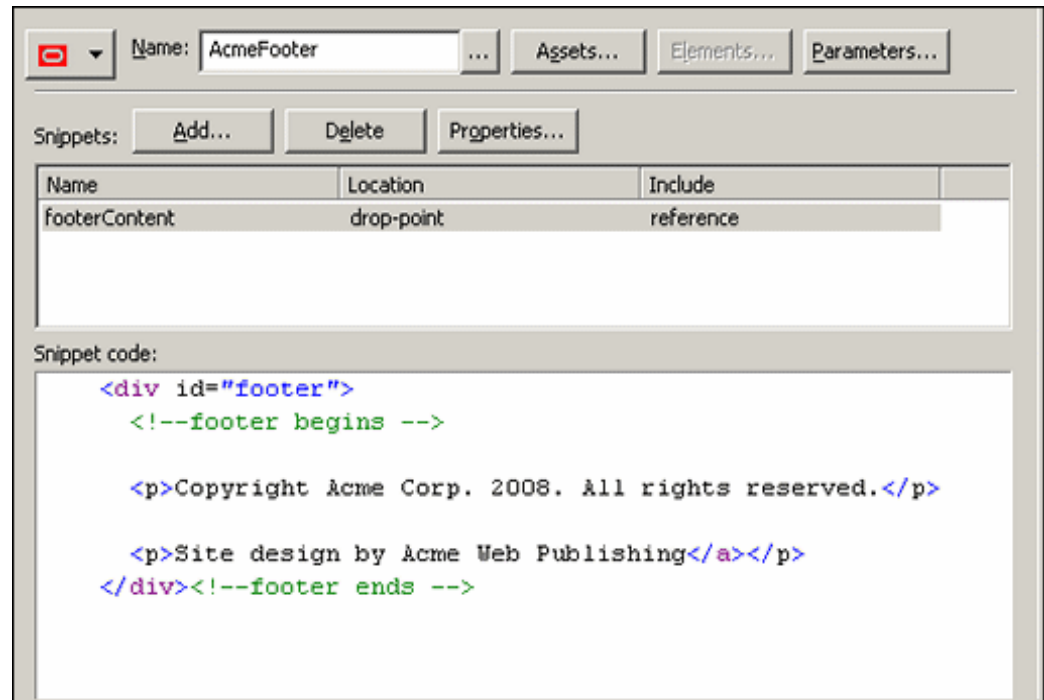 Name: AcmeFooter ... Assets... Elements... Parameters...
Snippets: Add... Delete Properties...
Name Location Include
footerContent drop-point reference
Snippet code:
<div id="footer">
<!--footer begins -->
<p>Copyright Acme Corp. 2008. All rights reserved.</p>
<p>Site design by Acme Web Publishing</a></p>
</div><!--footer ends -->